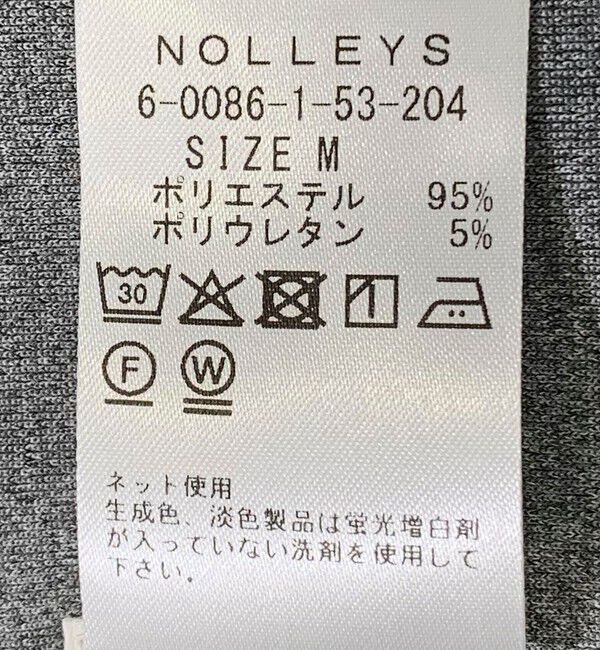 NOLLEYS
6-0086-1-53-204
SIZE M
ポリエステル 95%
ポリウレタン 5%
30
F W
ネット使用
生成色、淡色製品は蛍光増白剤
が入っていない洗剤を使用して
下さい。